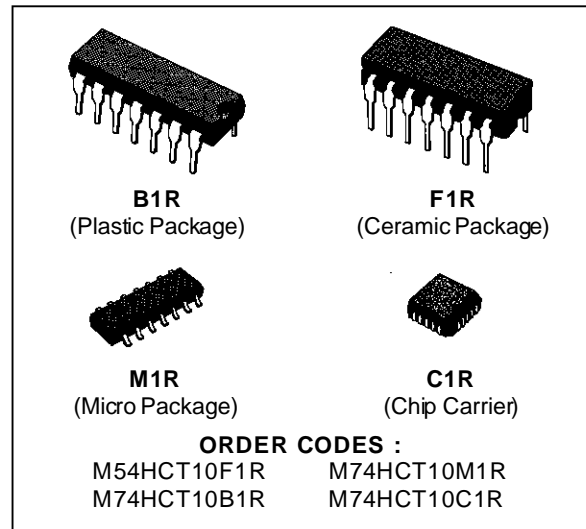 B1R
(Plastic Package)
F1R
(Ceramic Package)
M1R
(Micro Package)
C1R
(Chip Carrier)
ORDER CODES :
M54HCT10F1R M74HCT10M1R
M74HCT10B1R M74HCT10C1R